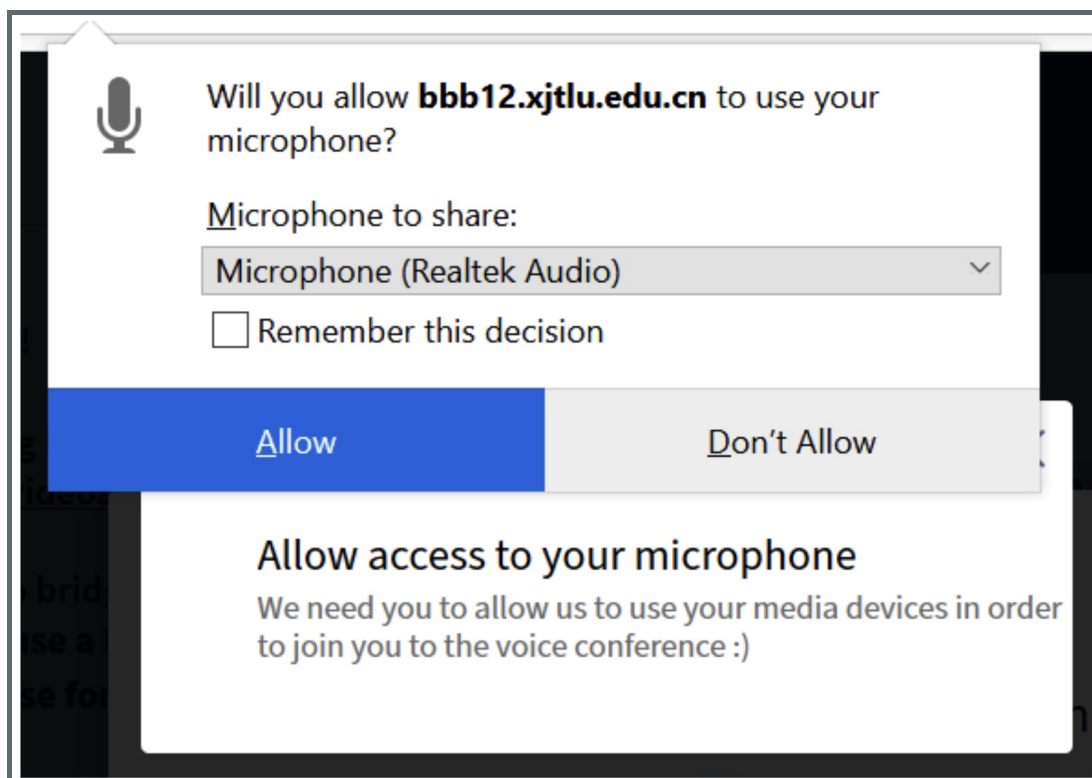 Will you allow bbb12.xjtlu.edu.cn to use your
microphone?
Microphone to share:
Microphone (Realtek Audio)
Remember this decision
Allow
Don't Allow
Allow access to your microphone
We need you to allow us to use your media devices in order
to join you to the voice conference :)